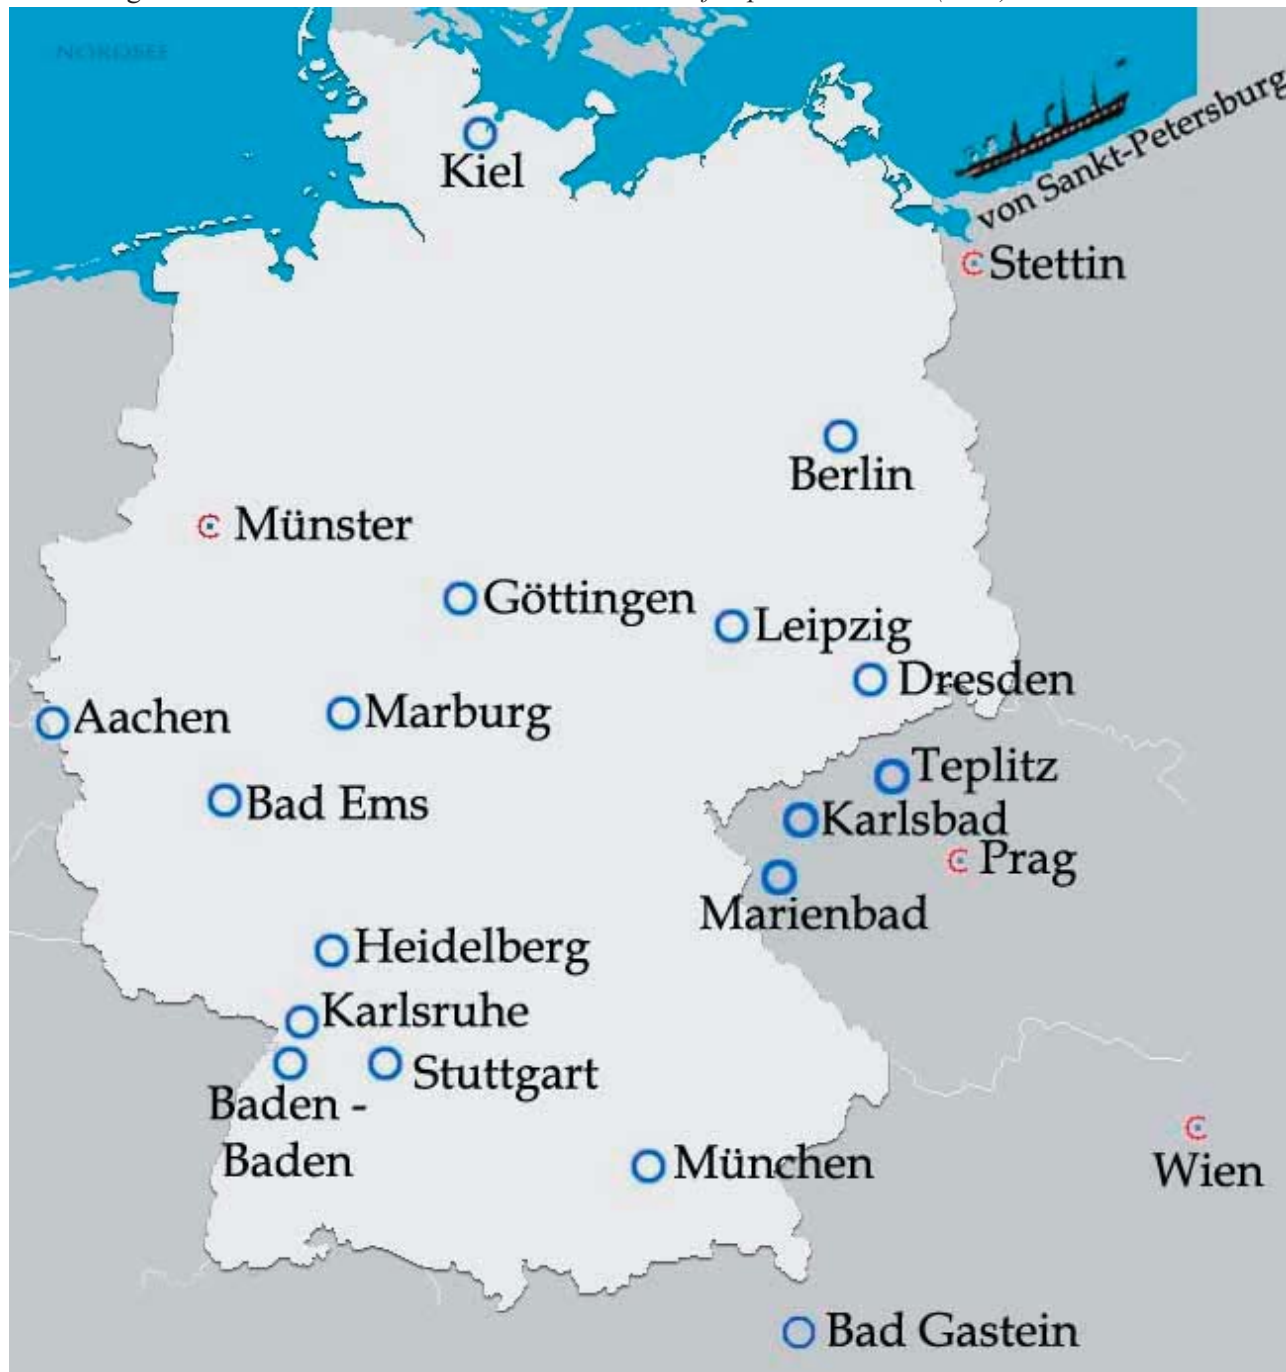 NORDSEE
von Sankt-Petersburg
Kiel
Stettin
Berlin
Münster
Göttingen
Leipzig
Dresden
Aachen
Marburg
Teplitz
Bad Ems
Karlsbad
Prag
Marienbad
Heidelberg
Karlsruhe
Stuttgart
Baden -
Baden
München
Wien
Bad Gastein